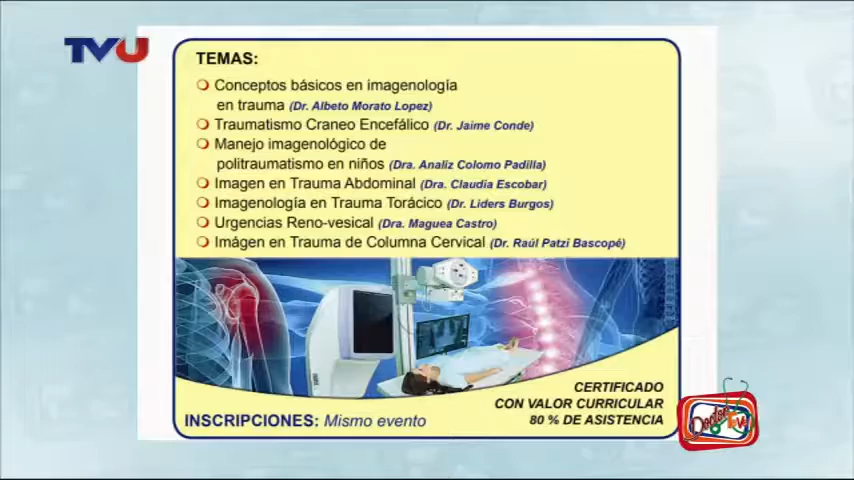 TVU
TEMAS:
Conceptos básicos en imagenología
en trauma (Dr. Albeto Morato Lopez)
Traumatismo Craneo Encefálico (Dr. Jaime Conde)
Manejo imagenológico de
politraumatismo en niños (Dra. Analiz Colomo Padilla)
Imagen en Trauma Abdominal (Dra. Claudia Escobar)
Imagenología en Trauma Torácico (Dr. Liders Burgos)
Urgencias Reno-vesical (Dra. Maguea Castro)
Imágen en Trauma de Columna Cervical (Dr. Raúl Patzi Bascopé)
CERTIFICADO
CON VALOR CURRICULAR
80 % DE ASISTENCIA
INSCRIPCIONES: Mismo evento
Doctor TVU